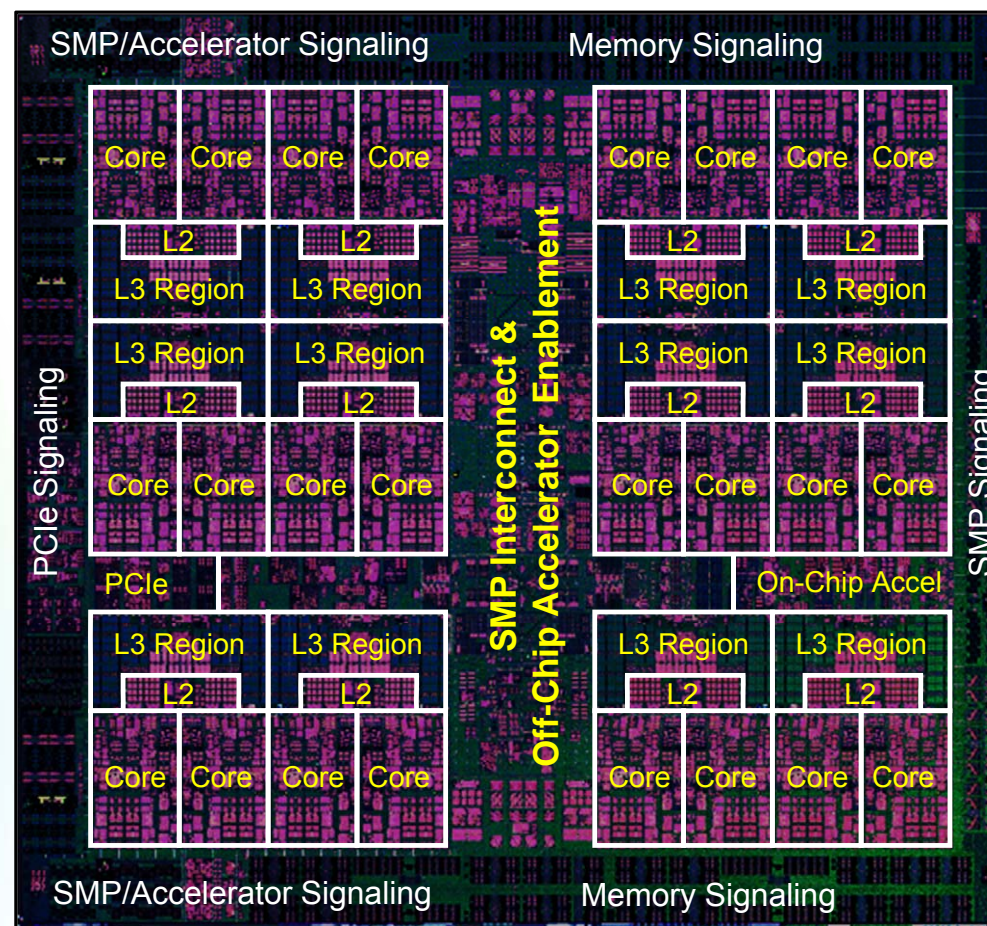 SMP/Accelerator Signaling
Memory Signaling
Core Core Core Core
Core Core Core Core
L2 L2
L2 L2
L3 Region L3 Region
L3 Region L3 Region
L3 Region L3 Region
L3 Region L3 Region
L2 L2
L2 L2
Core Core Core Core
Core Core Core Core
PCIe Signaling
SMP Interconnect &
Off-Chip Accelerator Enablement
SMP Signaling
PCIe
On-Chip Accel
L3 Region L3 Region
L3 Region L3 Region
L2 L2
L2 L2
Core Core Core Core
Core Core Core Core
SMP/Accelerator Signaling
Memory Signaling